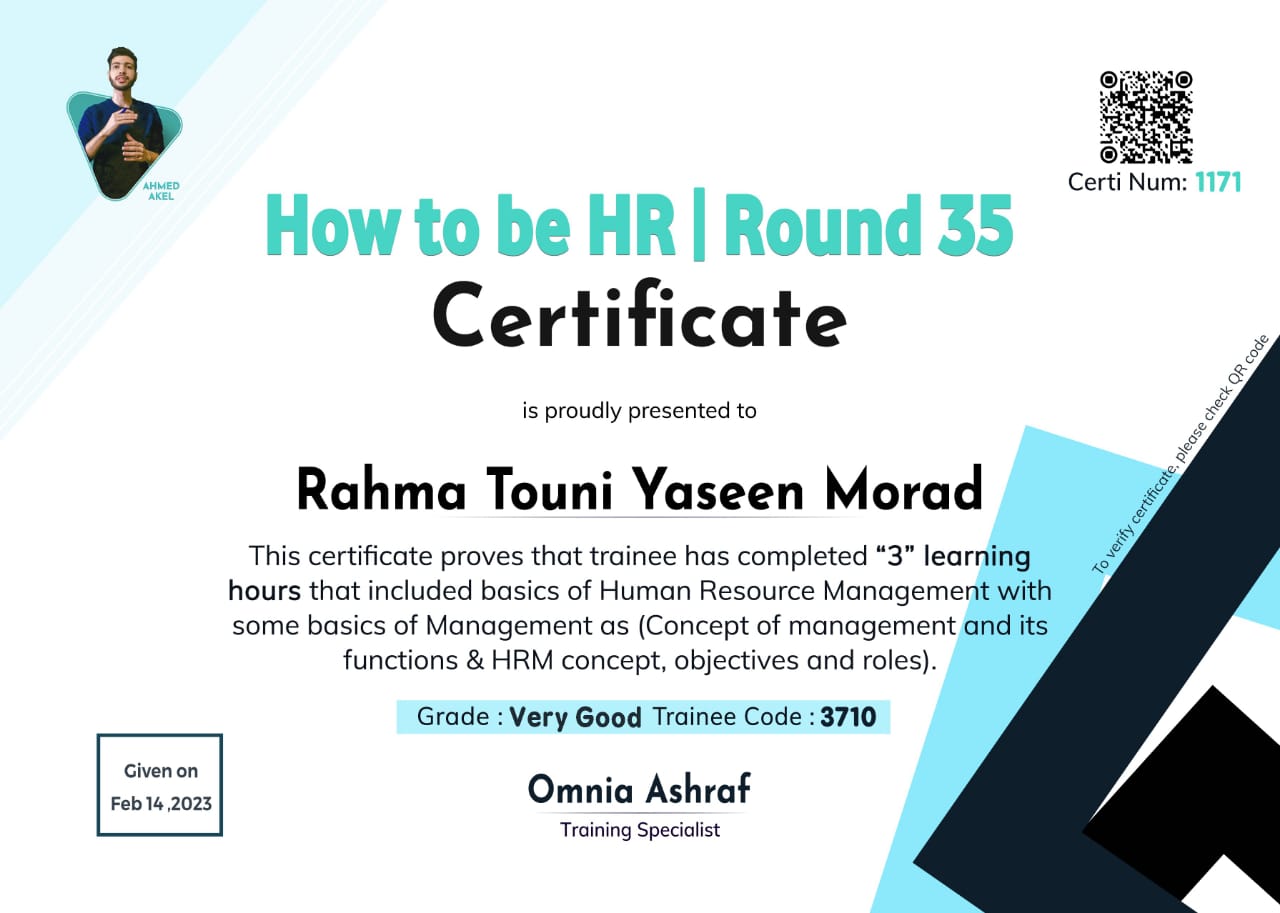 AHMED
AKEL
Certi Num: 1171
How to be HR | Round 35
Certificate
is proudly presented to
Rahma Touni Yaseen Morad
This certificate proves that trainee has completed “3” learning
hours that included basics of Human Resource Management with
some basics of Management as (Concept of management and its
functions & HRM concept, objectives and roles).
Grade : Very Good Trainee Code : 3710
Given on
Feb 14 ,2023
Omnia Ashraf
Training Specialist
To verify certificate, please check QR code